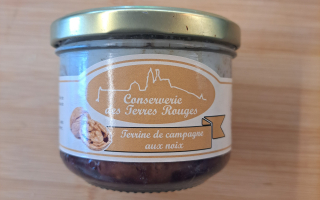 Conserverie
des Terres Rouges
Terrine de campagne
aux noix